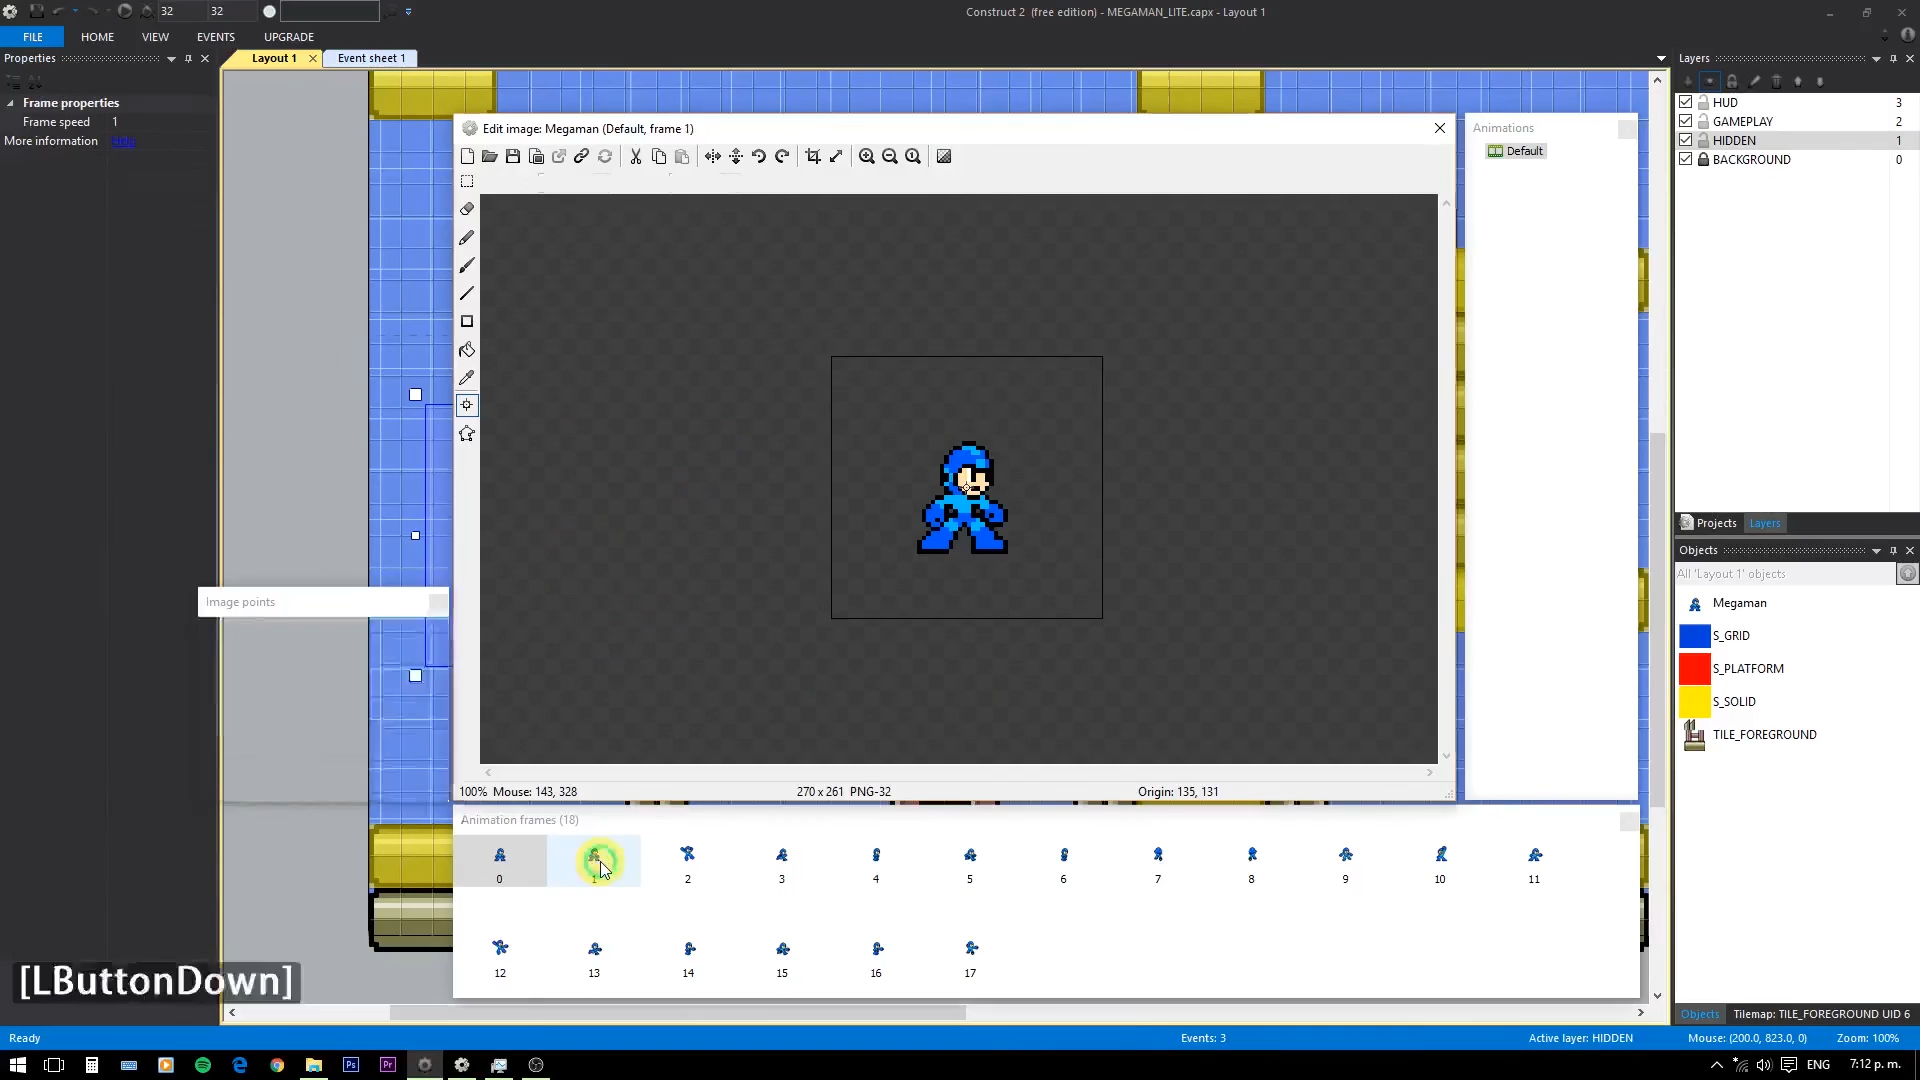 32 32
Construct 2 (free edition) - MEGAMAN_LITE.capx - Layout 1
FILE HOME VIEW EVENTS UPGRADE
Properties
Layout 1
Event sheet 1
Layers
Frame properties
Frame speed 1
More information Help
HUD 3
GAMEPLAY 2
HIDDEN 1
BACKGROUND 0
Edit image: Megaman (Default, frame 1)
Animations
Default
Image points
100% Mouse: 143, 328
270 x 261 PNG-32
Origin: 135, 131
Projects Layers
Objects
All 'Layout 1' objects
Megaman
S_GRID
S_PLATFORM
S_SOLID
TILE_FOREGROUND
Animation frames (18)
0 1 2 3 4 5 6 7 8 9 10 11
12 13 14 15 16 17
[LButtonDown]
Objects Tilemap: TILE_FOREGROUND UID 6
Ready
Events: 3
Active layer: HIDDEN
Mouse: (200.0, 823.0, 0)
Zoom: 100%
Ps Pr
ENG
7:12 p. m.